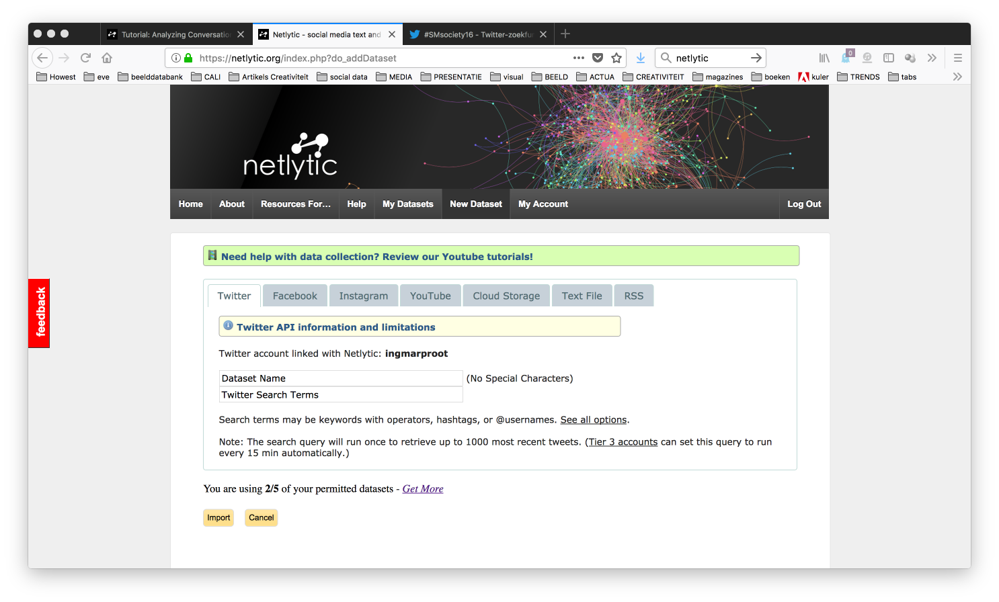 Tutorial: Analyzing Conversatio
Netlytic - social media text and
#SMsociety16 - Twitter-zoekfun
https://netlytic.org/index.php?do_addDataset
netlytic
0
Howest
eve
beelddatabank
CALI
Artikels Creativiteit
social data
MEDIA
PRESENTATIE
visual
BEELD
ACTUA
CREATIVITEIT
magazines
boeken
kuler
TRENDS
tabs
netlytic
Home
About
Resources For...
Help
My Datasets
New Dataset
My Account
Log Out
Need help with data collection? Review our Youtube tutorials!
feedback
Twitter
Facebook
Instagram
YouTube
Cloud Storage
Text File
RSS
Twitter API information and limitations
Twitter account linked with Netlytic: ingmarproot
Dataset Name
(No Special Characters)
Twitter Search Terms
Search terms may be keywords with operators, hashtags, or @usernames. See all options.
Note: The search query will run once to retrieve up to 1000 most recent tweets. (Tier 3 accounts can set this query to run
every 15 min automatically.)
You are using 2/5 of your permitted datasets - Get More
Import
Cancel